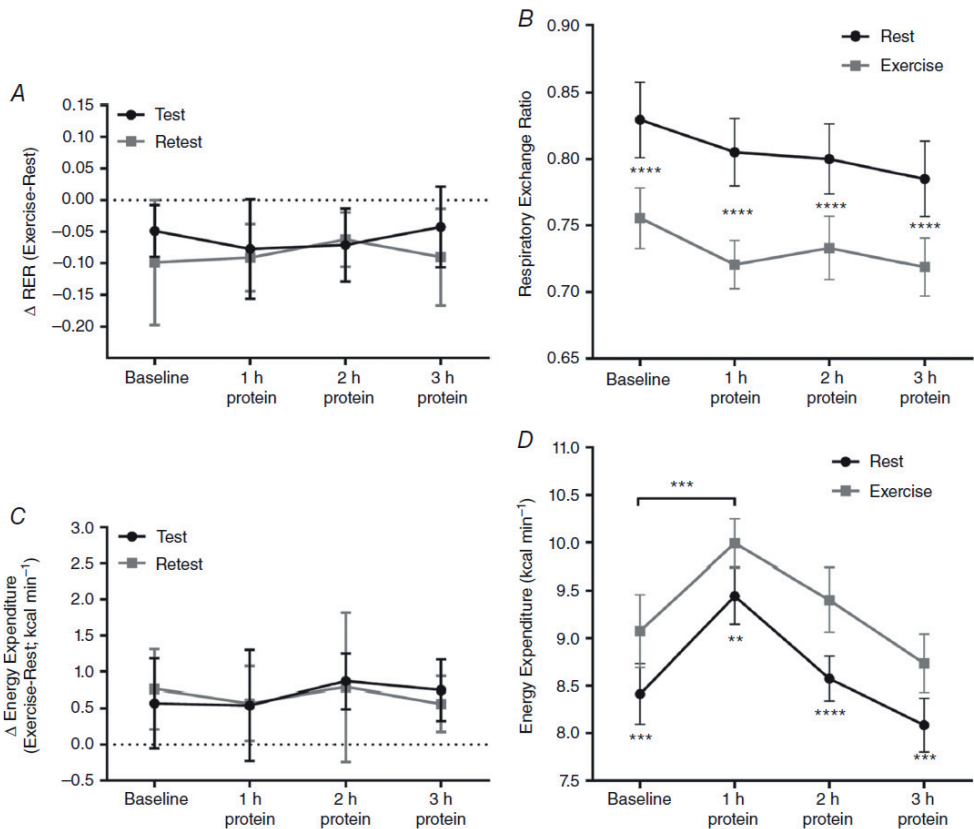 A
0.15
0.10
0.05
0.00
–0.05
–0.10
–0.15
–0.20
Δ RER (Exercise-Rest)
Test
Retest
Baseline
1 h
protein
2 h
protein
3 h
protein
B
0.90
0.85
0.80
0.75
0.70
0.65
Respiratory Exchange Ratio
Rest
Exercise
****
****
****
****
Baseline
1 h
protein
2 h
protein
3 h
protein
C
3.0
2.5
2.0
1.5
1.0
0.5
0.0
–0.5
Δ Energy Expenditure
(Exercise-Rest; kcal min⁻¹)
Test
Retest
Baseline
1 h
protein
2 h
protein
3 h
protein
D
11.0
10.5
10.0
9.5
9.0
8.5
8.0
7.5
Energy Expenditure (kcal min⁻¹)
Rest
Exercise
***
***
**
****
***
Baseline
1 h
protein
2 h
protein
3 h
protein